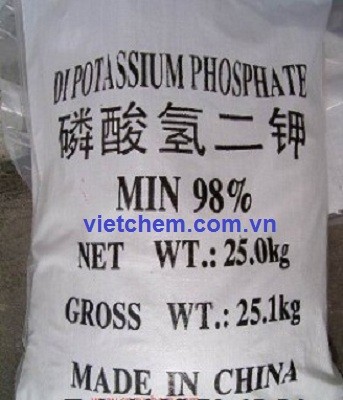 DI POTASSIUM PHOSPHATE
磷酸氢二钾
MIN 98%
vietchem.com.vn
NET WT.: 25.0kg
GROSS WT.: 25.1kg
MADE IN CHINA